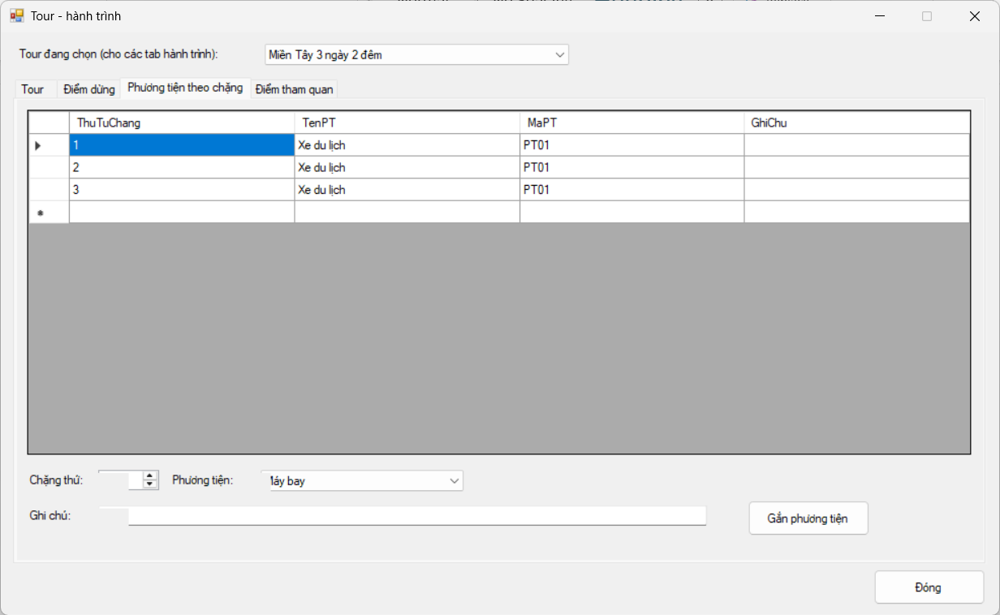 Tour - hành trình
Tour đang chọn (cho các tab hành trình):
Miền Tây 3 ngày 2 đêm
Tour Điểm dừng Phương tiện theo chặng Điểm tham quan
ThuTuChang TenPT MaPT GhiChu
1 Xe du lịch PT01
2 Xe du lịch PT01
3 Xe du lịch PT01
Chặng thứ: Phương tiện: bay
Ghi chú:
Gắn phương tiện
Đóng